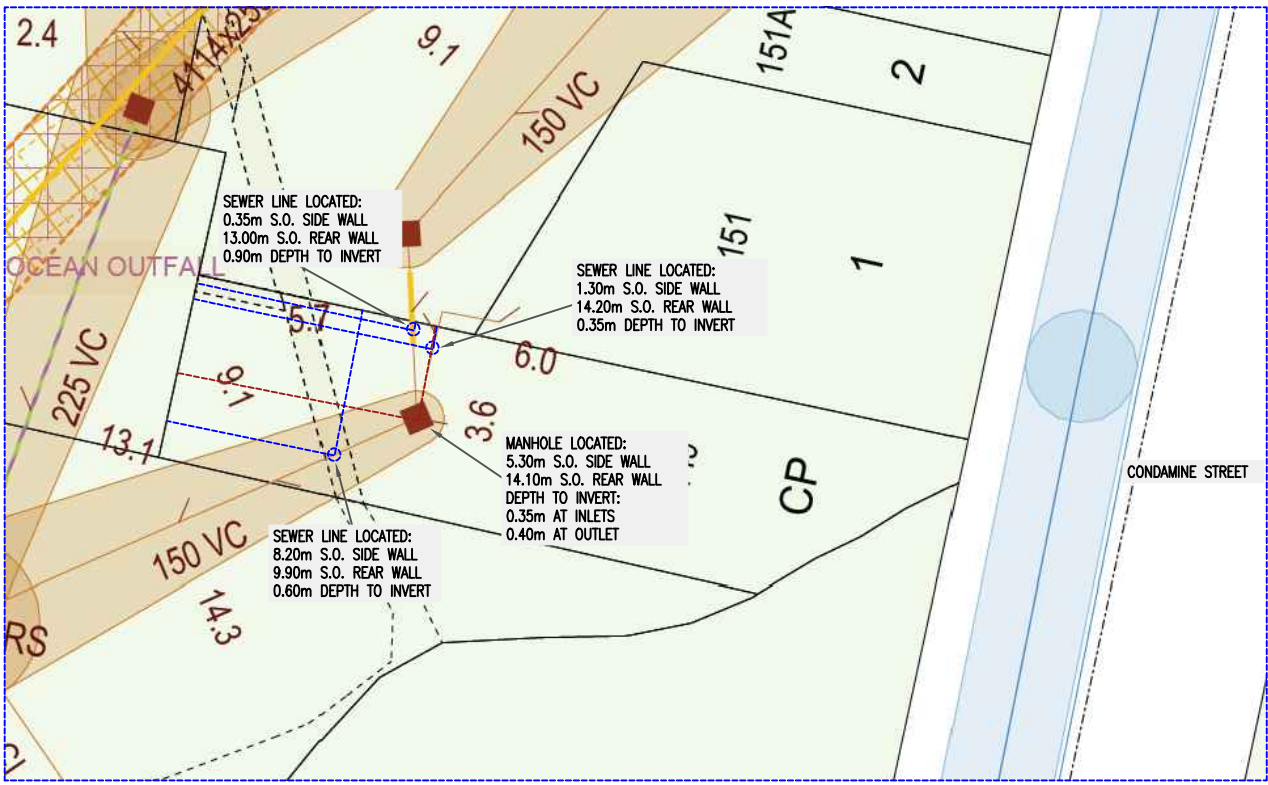 2.4
9.1
151A
2
150 VC
SEWER LINE LOCATED:
0.35m S.O. SIDE WALL
13.00m S.O. REAR WALL
0.90m DEPTH TO INVERT
151
1
OCEAN OUTFALL
SEWER LINE LOCATED:
1.30m S.O. SIDE WALL
14.20m S.O. REAR WALL
0.35m DEPTH TO INVERT
5.7
6.0
225 VC
9.1
3.6
13.1
MANHOLE LOCATED:
5.30m S.O. SIDE WALL
14.10m S.O. REAR WALL
DEPTH TO INVERT:
0.35m AT INLETS
0.40m AT OUTLET
CP
CONDAMINE STREET
150 VC
SEWER LINE LOCATED:
8.20m S.O. SIDE WALL
9.90m S.O. REAR WALL
0.60m DEPTH TO INVERT
14.3
RS